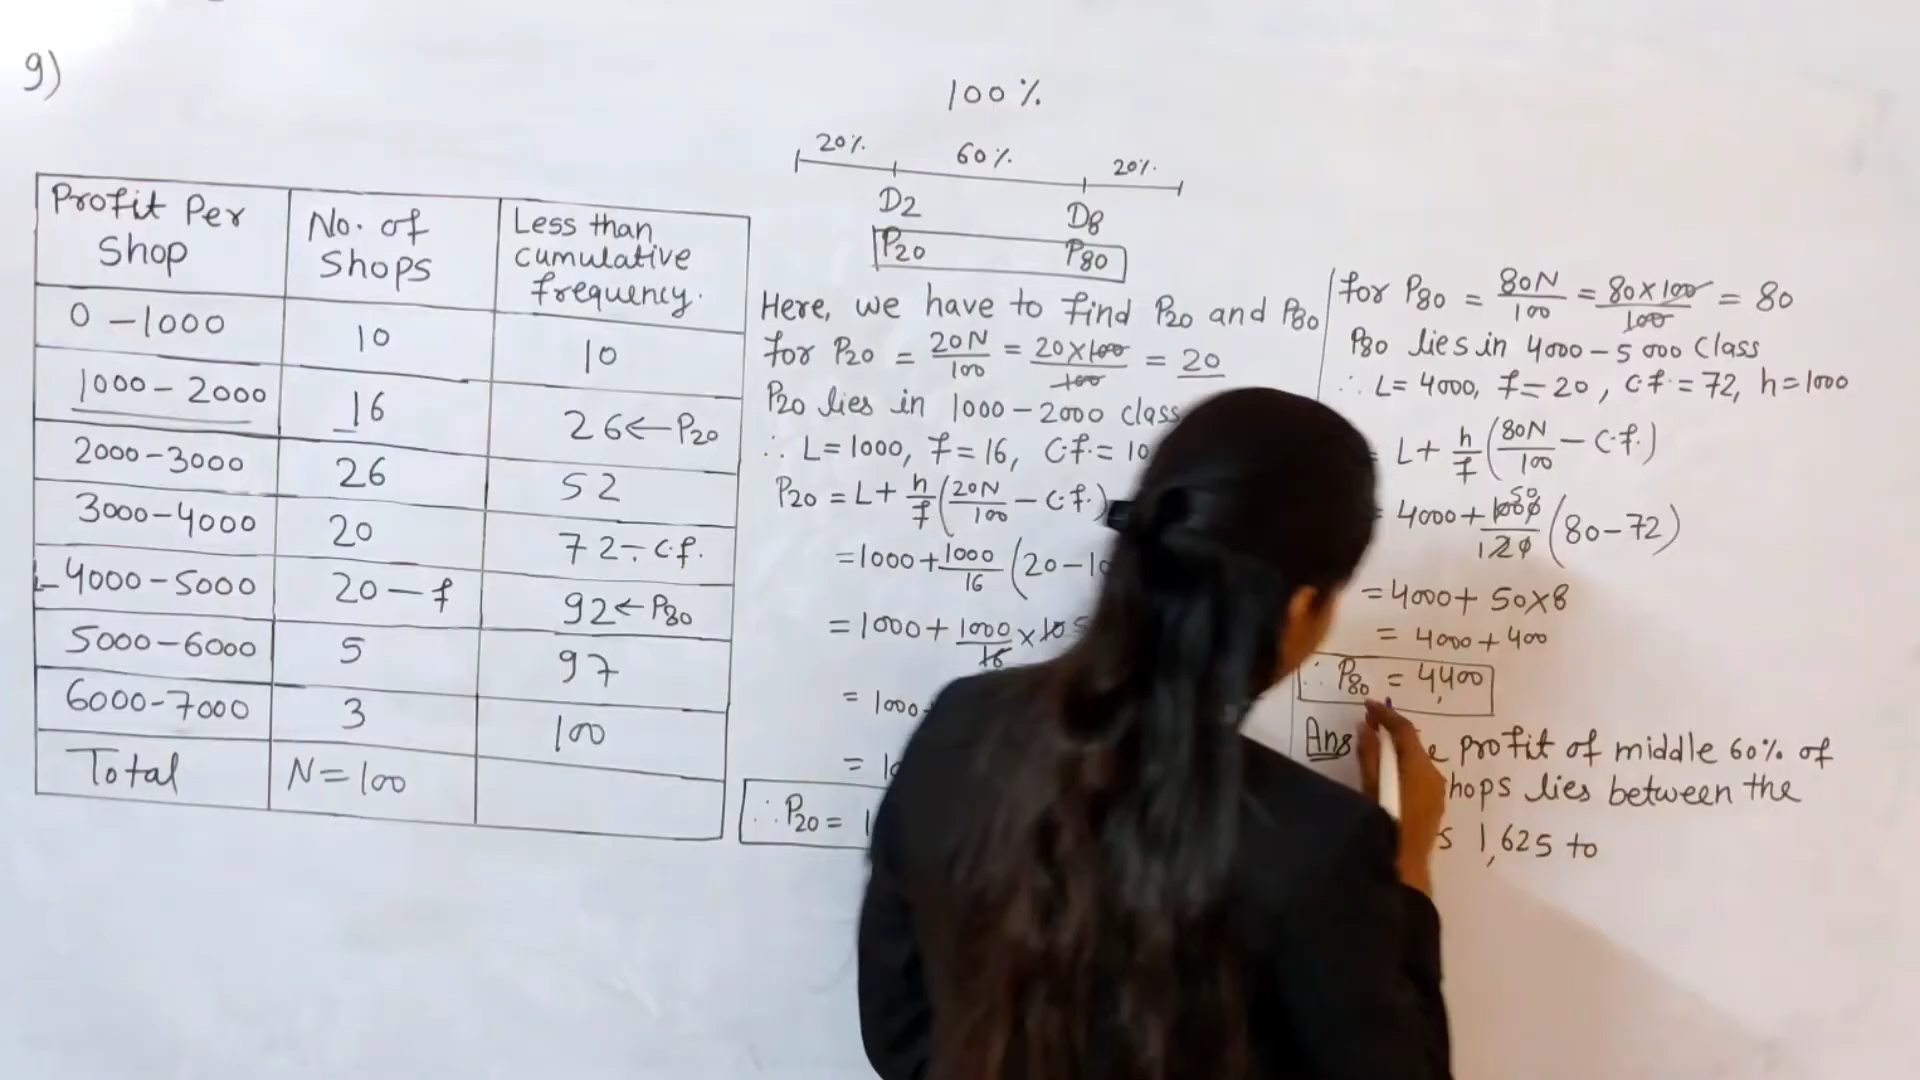 9)
100%
20% 60% 20%
D2 D8
P20 P80
Profit Per Shop | No. of Shops | Less than cumulative frequency.
0-1000 | 10 | 10
1000-2000 | 16 | 26←P20
2000-3000 | 26 | 52
3000-4000 | 20 | 72-c.f.
L-4000-5000 | 20-f | 92←P80
5000-6000 | 5 | 97
6000-7000 | 3 | 100
Total | N=100
Here, we have to find P20 and P80
for P20 = 20N/100 = 20×100/100 = 20
P20 lies in 1000-2000 class
∴ L=1000, f=16, c.f.=10
P20 = L+ h/f (20N/100 - c.f.)
=1000+ 1000/16 (20-10
= 1000+ 1000/16 ×10 5
= 1000
=
∴ P20 = 1
for P80 = 80N/100 = 80×100/100 = 80
P80 lies in 4000-5000 class
∴ L=4000, f=20, c.f.=72, h=1000
L+ h/f (80N/100 - c.f.)
= 4000+ 1000 50/120 (80-72)
=4000+ 50×8
= 4000+400
∴ P80 = 4,400
Ans profit of middle 60% of
lies between the
1,625 to